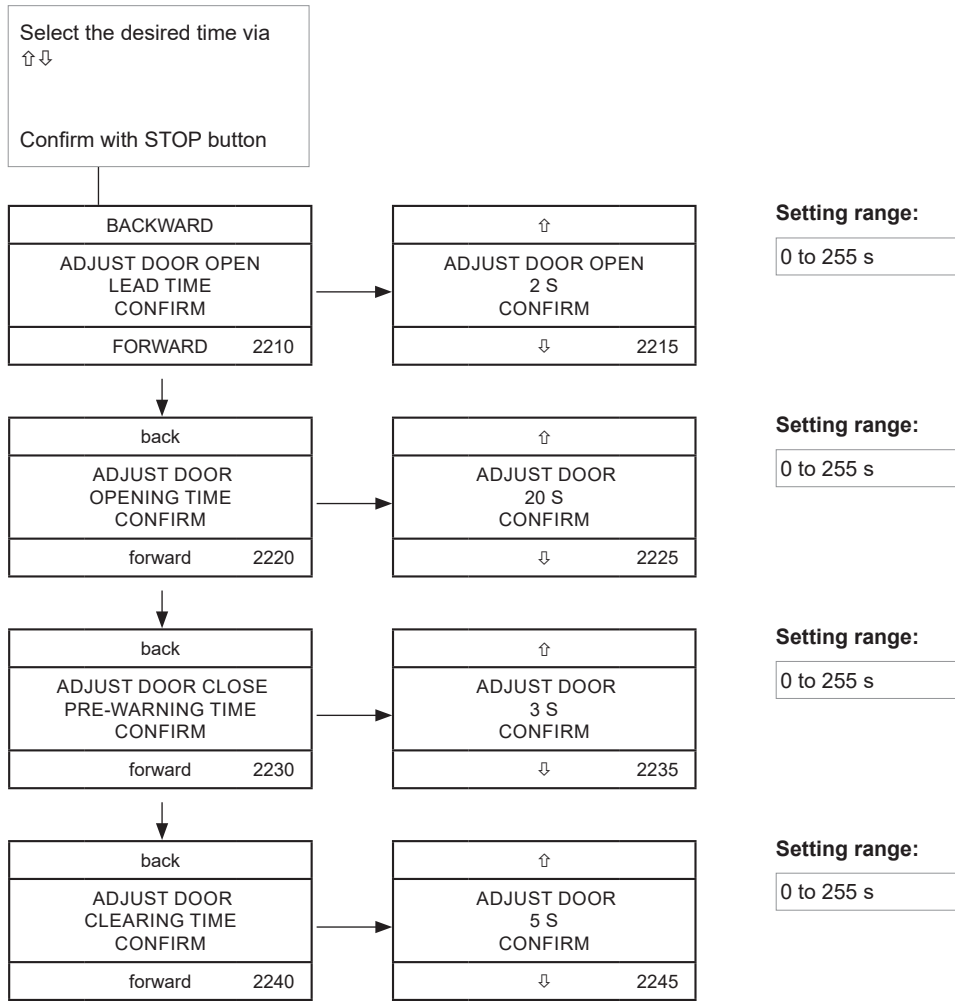 Select the desired time via
⇧⇩
Confirm with STOP button
BACKWARD
ADJUST DOOR OPEN
LEAD TIME
CONFIRM
FORWARD 2210
⇧
ADJUST DOOR OPEN
2 S
CONFIRM
⇩ 2215
Setting range:
0 to 255 s
back
ADJUST DOOR
OPENING TIME
CONFIRM
forward 2220
⇧
ADJUST DOOR
20 S
CONFIRM
⇩ 2225
Setting range:
0 to 255 s
back
ADJUST DOOR CLOSE
PRE-WARNING TIME
CONFIRM
forward 2230
⇧
ADJUST DOOR
3 S
CONFIRM
⇩ 2235
Setting range:
0 to 255 s
back
ADJUST DOOR
CLEARING TIME
CONFIRM
forward 2240
⇧
ADJUST DOOR
5 S
CONFIRM
⇩ 2245
Setting range:
0 to 255 s